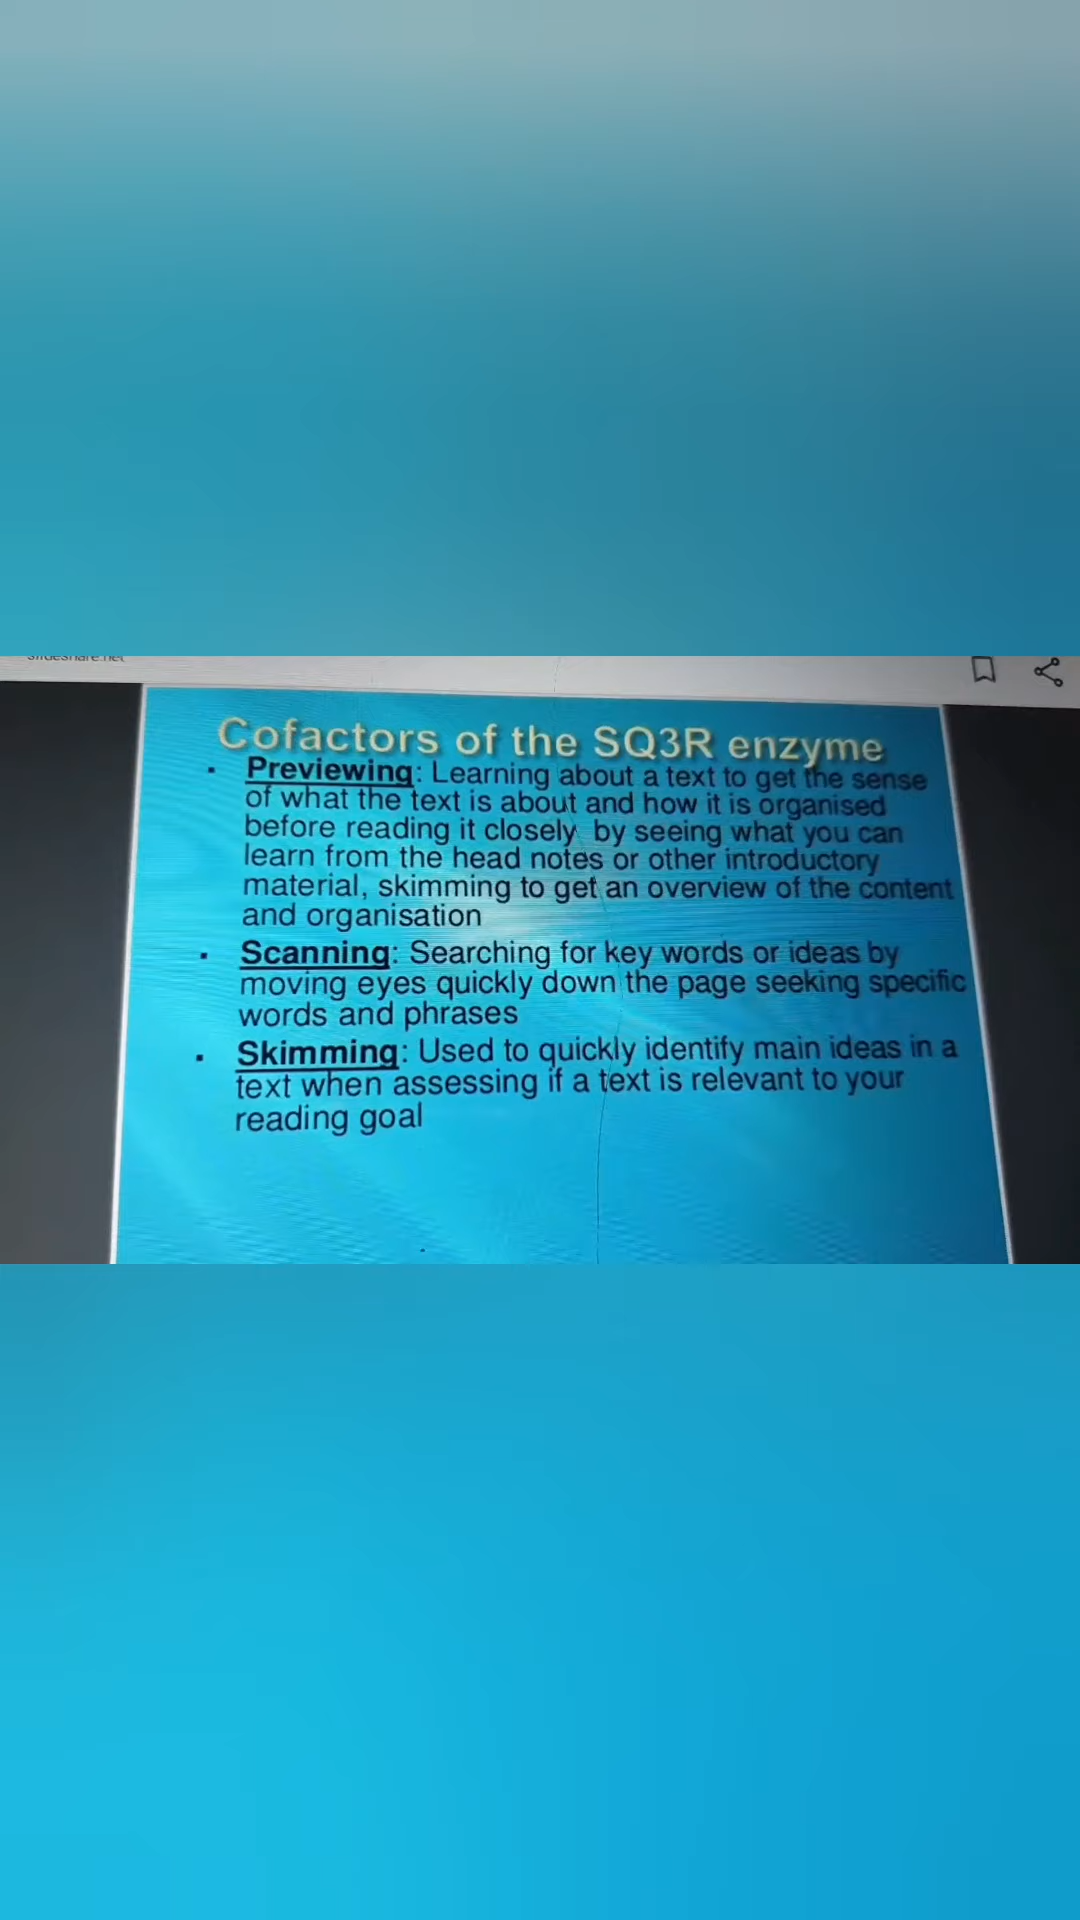 slideshare.net
Cofactors of the SQ3R enzyme
▪ Previewing: Learning about a text to get the sense
of what the text is about and how it is organised
before reading it closely by seeing what you can
learn from the head notes or other introductory
material, skimming to get an overview of the content
and organisation
▪ Scanning: Searching for key words or ideas by
moving eyes quickly down the page seeking specific
words and phrases
▪ Skimming: Used to quickly identify main ideas in a
text when assessing if a text is relevant to your
reading goal